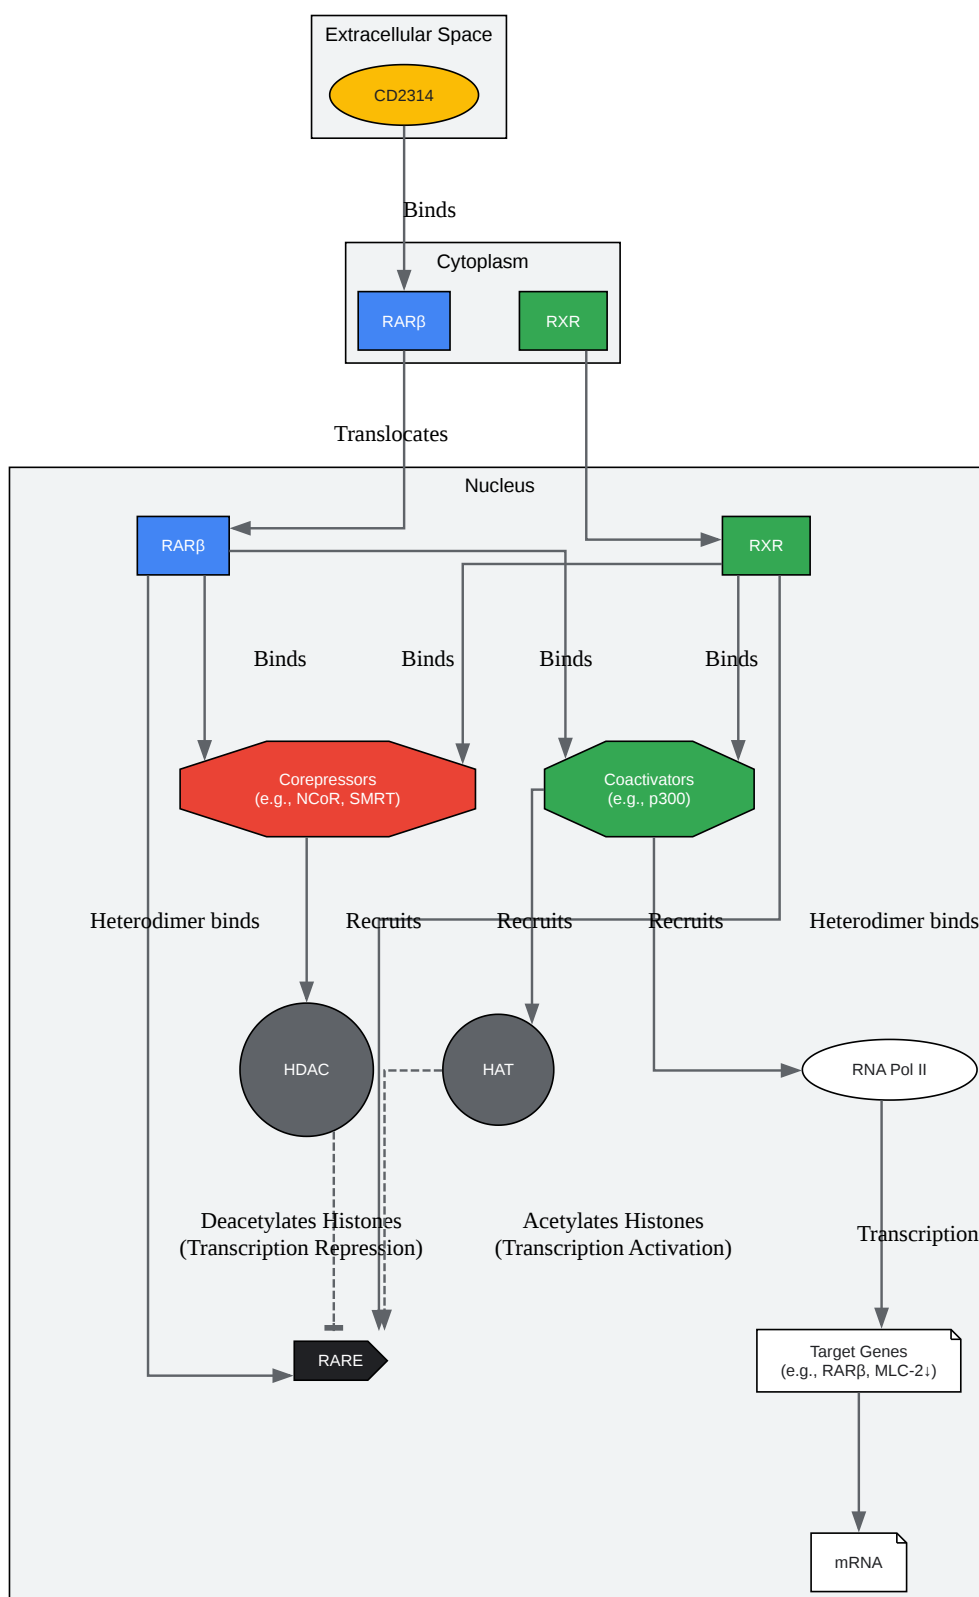 Extracellular Space
CD2314
Binds
Cytoplasm
RARβ
RXR
Translocates
Nucleus
RARβ
RXR
Binds
Binds
Binds
Binds
Corepressors
(e.g., NCoR, SMRT)
Coactivators
(e.g., p300)
Heterodimer binds
Recruits
Recruits
Recruits
Heterodimer binds
HDAC
HAT
RNA Pol II
Deacetylates Histones
(Transcription Repression)
Acetylates Histones
(Transcription Activation)
Transcription
RARE
Target Genes
(e.g., RARβ, MLC-2↓)
mRNA